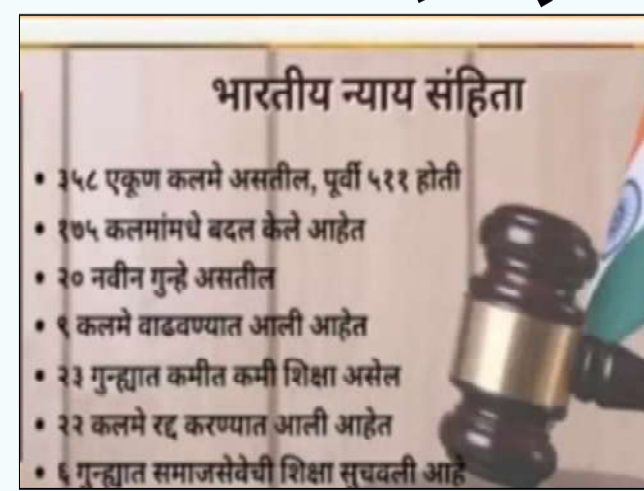 भारतीय न्याय संहिता
• ३५८ एकूण कलमे असतील, पूर्वी ५११ होती
• १७५ कलमांमधे बदल केले आहेत
• २० नवीन गुन्हे असतील
• ९ कलमे वाढवण्यात आली आहेत
• २३ गुन्ह्यात कमीत कमी शिक्षा असेल
• २२ कलमे रद्द करण्यात आली आहेत
• ६ गुन्ह्यात समाजसेवेची शिक्षा सुचवली आहे